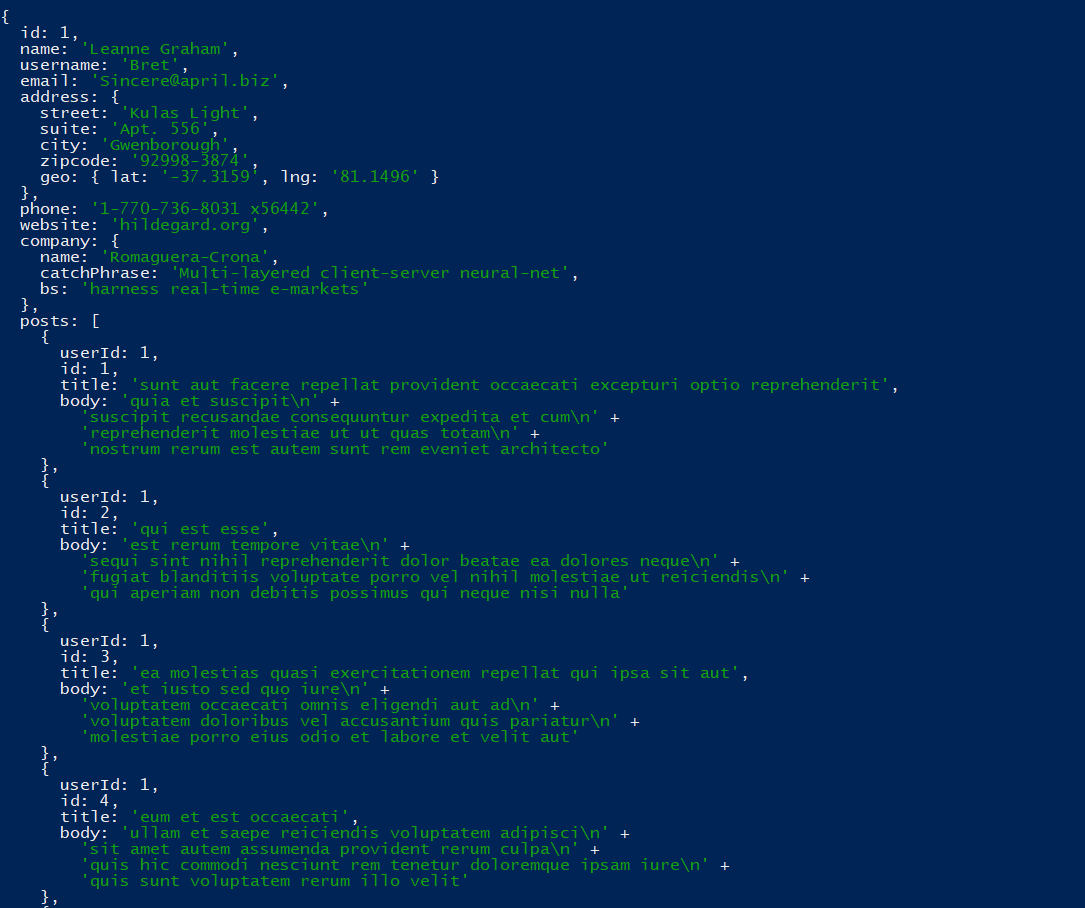 {
  id: 1,
  name: 'Leanne Graham',
  username: 'Bret',
  email: 'Sincere@april.biz',
  address: {
    street: 'Kulas Light',
    suite: 'Apt. 556',
    city: 'Gwenborough',
    zipcode: '92998-3874',
    geo: { lat: '-37.3159', lng: '81.1496' }
  },
  phone: '1-770-736-8031 x56442',
  website: 'hildegard.org',
  company: {
    name: 'Romaguera-Crona',
    catchPhrase: 'Multi-layered client-server neural-net',
    bs: 'harness real-time e-markets'
  },
  posts: [
    {
      userId: 1,
      id: 1,
      title: 'sunt aut facere repellat provident occaecati excepturi optio reprehenderit',
      body: 'quia et suscipit\n' +
        'suscipit recusandae consequuntur expedita et cum\n' +
        'reprehenderit molestiae ut ut quas totam\n' +
        'nostrum rerum est autem sunt rem eveniet architecto'
    },
    {
      userId: 1,
      id: 2,
      title: 'qui est esse',
      body: 'est rerum tempore vitae\n' +
        'sequi sint nihil reprehenderit dolor beatae ea dolores neque\n' +
        'fugiat blanditiis voluptate porro vel nihil molestiae ut reiciendis\n' +
        'qui aperiam non debitis possimus qui neque nisi nulla'
    },
    {
      userId: 1,
      id: 3,
      title: 'ea molestias quasi exercitationem repellat qui ipsa sit aut',
      body: 'et iusto sed quo iure\n' +
        'voluptatem occaecati omnis eligendi aut ad\n' +
        'voluptatem doloribus vel accusantium quis pariatur\n' +
        'molestiae porro eius odio et labore et velit aut'
    },
    {
      userId: 1,
      id: 4,
      title: 'eum et est occaecati',
      body: 'ullam et saepe reiciendis voluptatem adipisci\n' +
        'sit amet autem assumenda provident rerum culpa\n' +
        'quis hic commodi nesciunt rem tenetur doloremque ipsam iure\n' +
        'quis sunt voluptatem rerum illo velit'
    },